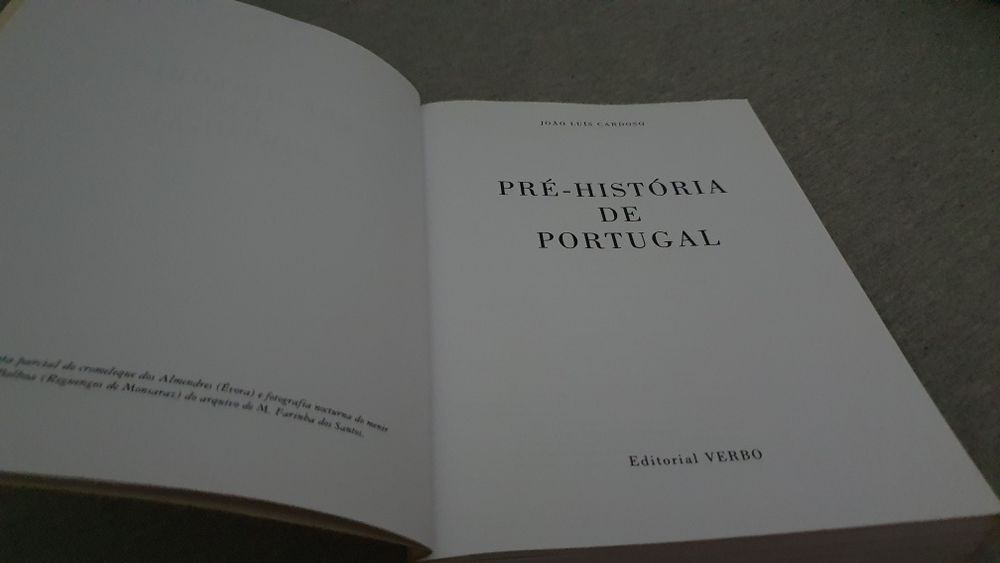 parcial do cromeleque dos Almendres (Évora) e fotografia nocturna do menir
(Reguengos de Monsaraz) do arquivo de M. Farinha dos Santos.
JOÃO LUÍS CARDOSO
PRÉ-HISTÓRIA
DE
PORTUGAL
Editorial VERBO